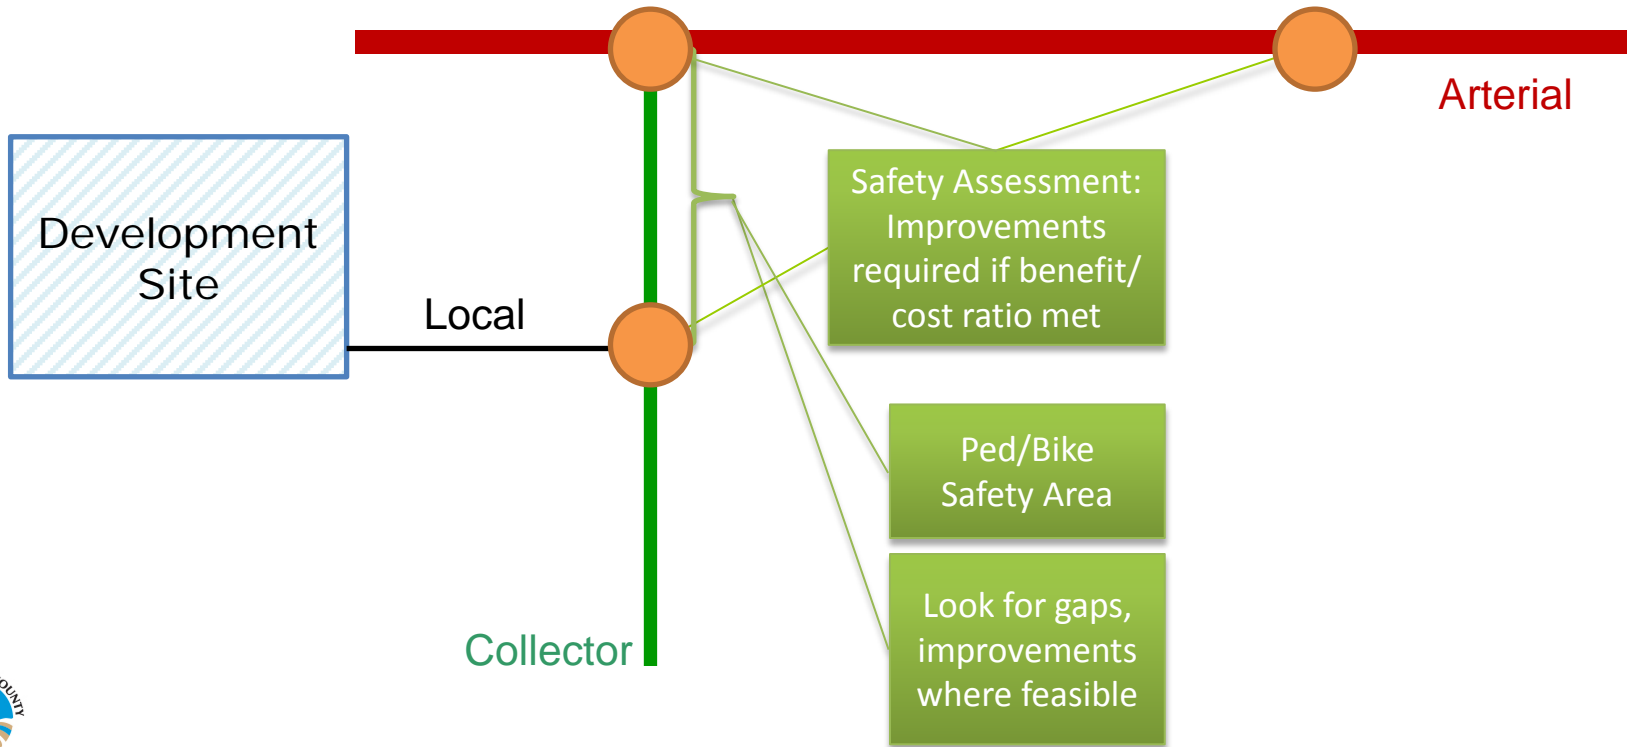 Arterial
Development
Site
Safety Assessment:
Improvements
required if benefit/
cost ratio met
Local
Ped/Bike
Safety Area
Look for gaps,
improvements
where feasible
Collector
OUNTY